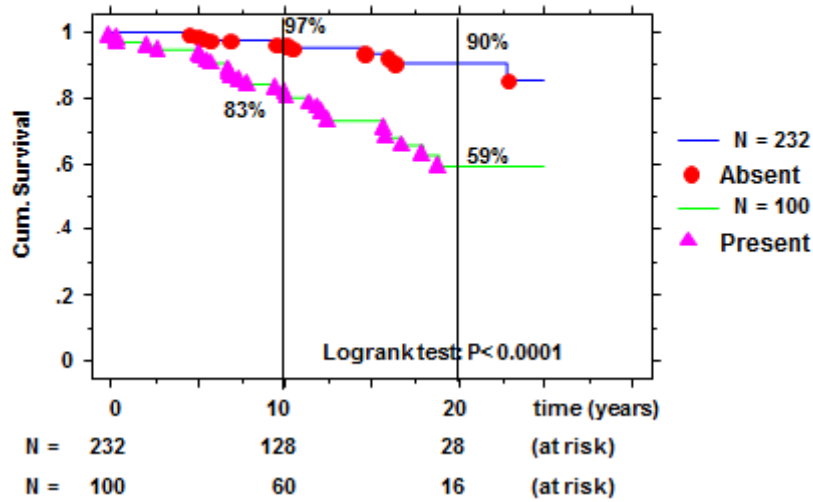 Cum. Survival
1
.8
.6
.4
.2
0
97%
90%
83%
59%
Logrank test: P< 0.0001
N = 232
Absent
N = 100
Present
0 10 20 time (years)
N = 232 128 28 (at risk)
N = 100 60 16 (at risk)